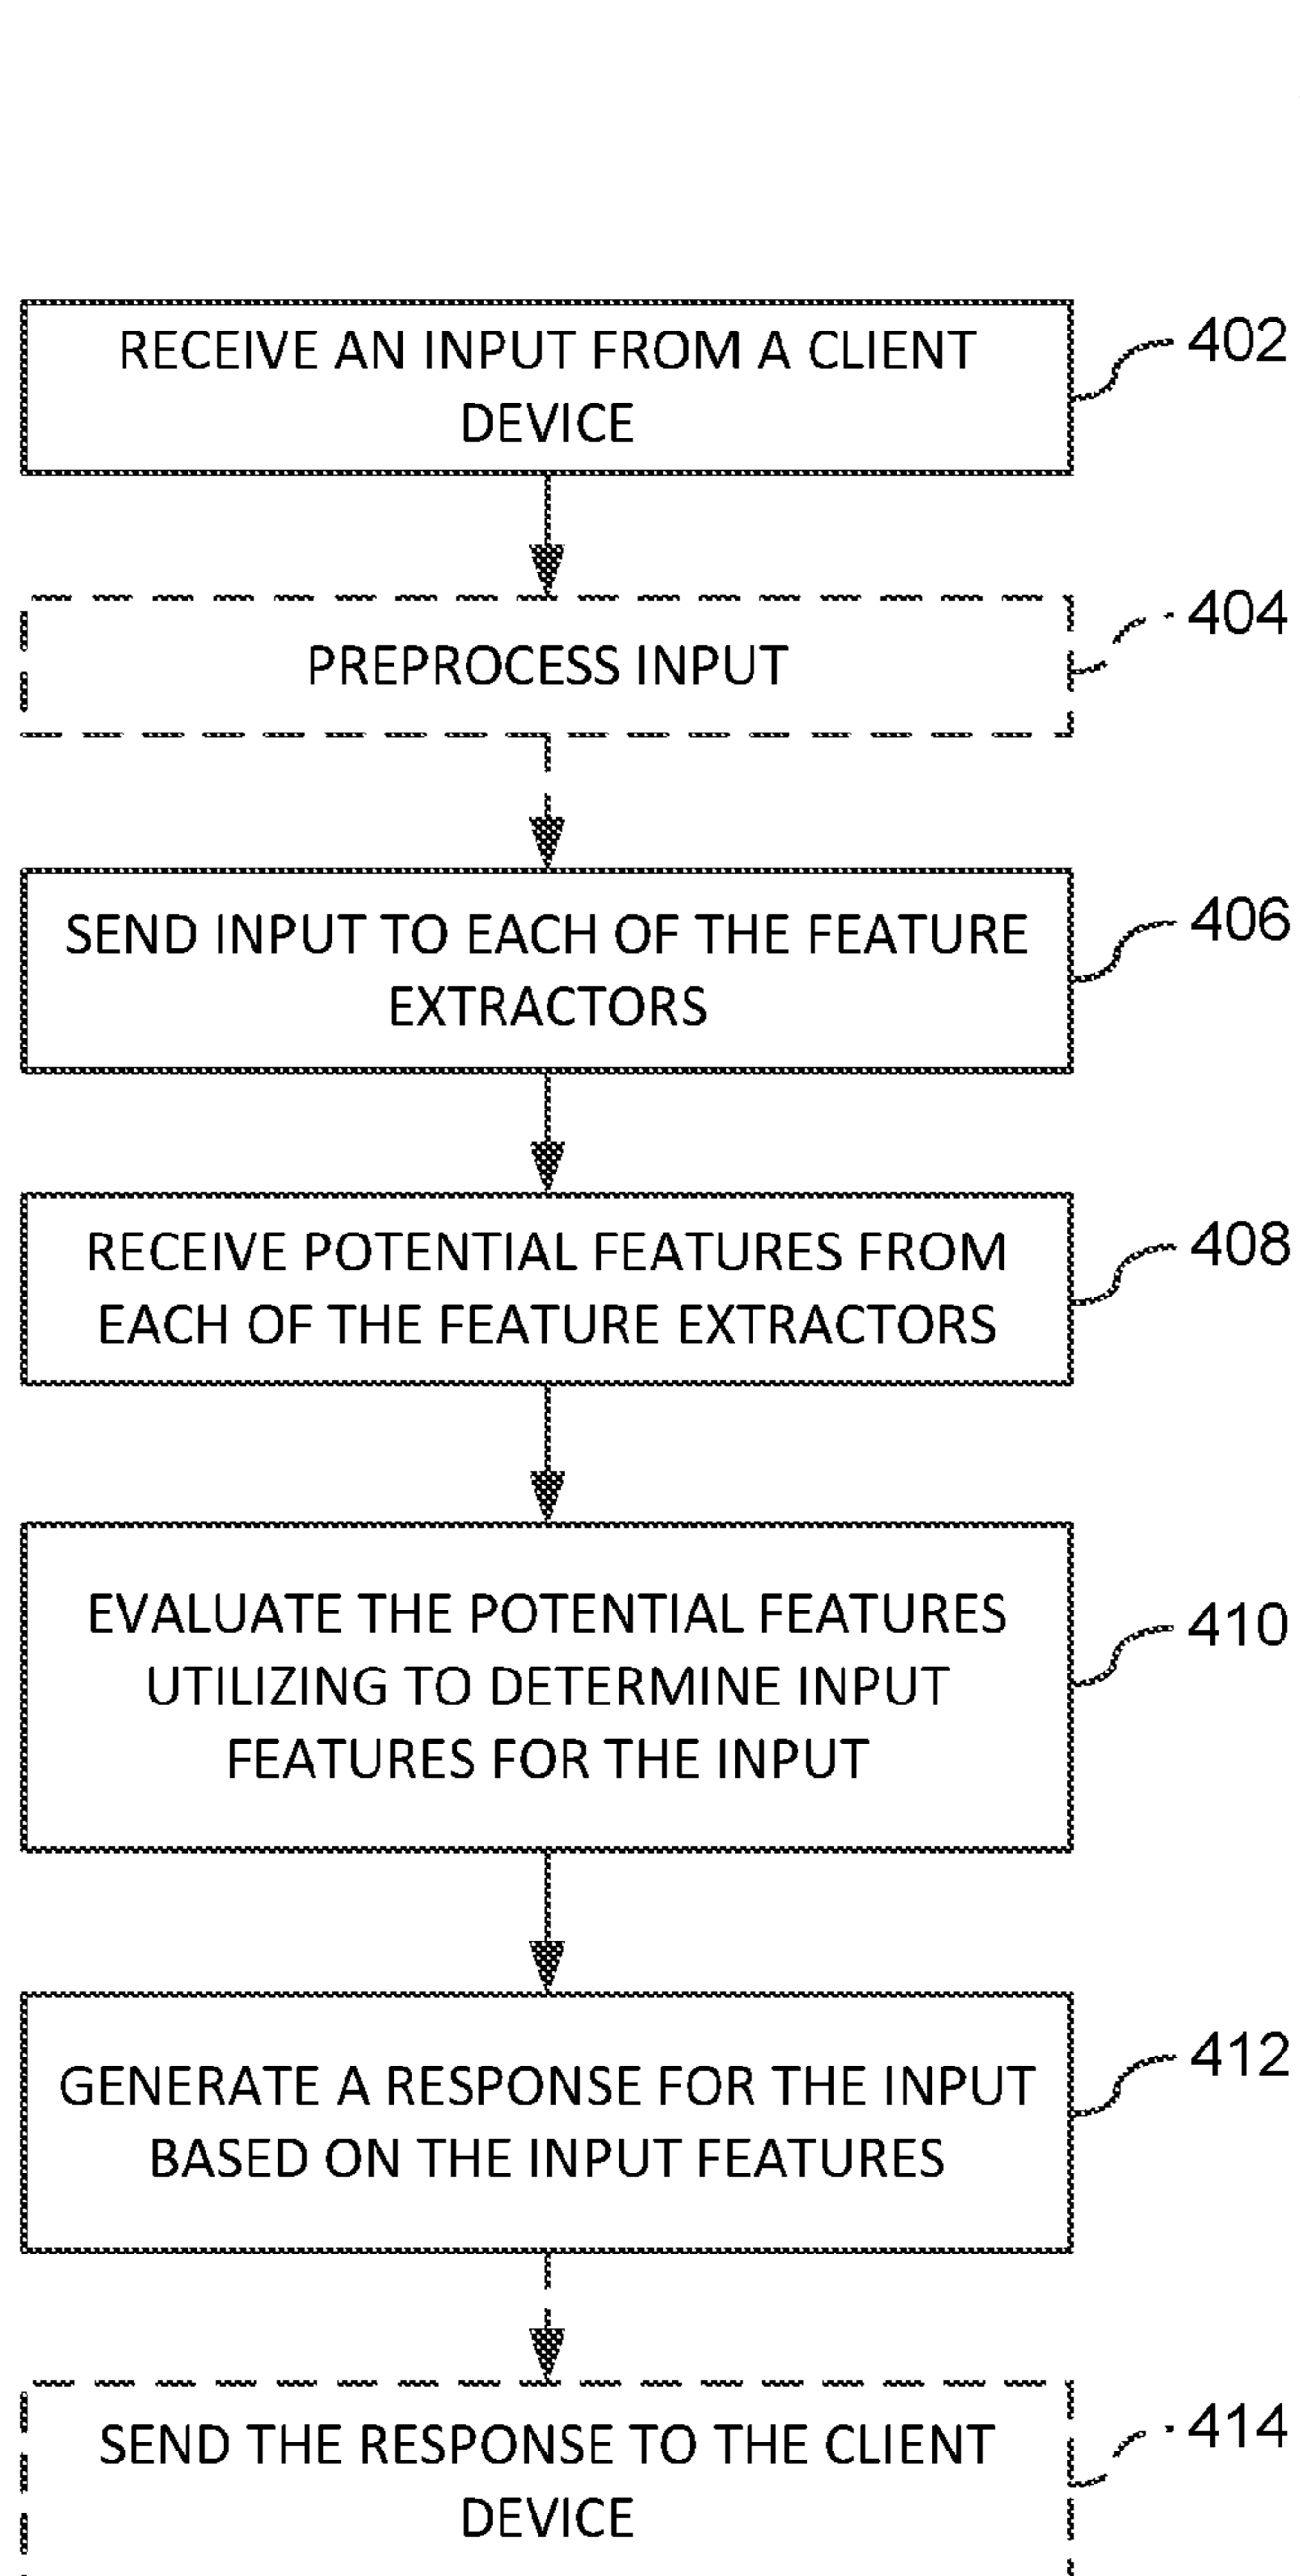 RECEIVE AN INPUT FROM A CLIENT
DEVICE
402
PREPROCESS INPUT
404
SEND INPUT TO EACH OF THE FEATURE
EXTRACTORS
406
RECEIVE POTENTIAL FEATURES FROM
EACH OF THE FEATURE EXTRACTORS
408
EVALUATE THE POTENTIAL FEATURES
UTILIZING TO DETERMINE INPUT
FEATURES FOR THE INPUT
410
GENERATE A RESPONSE FOR THE INPUT
BASED ON THE INPUT FEATURES
412
SEND THE RESPONSE TO THE CLIENT
DEVICE
414